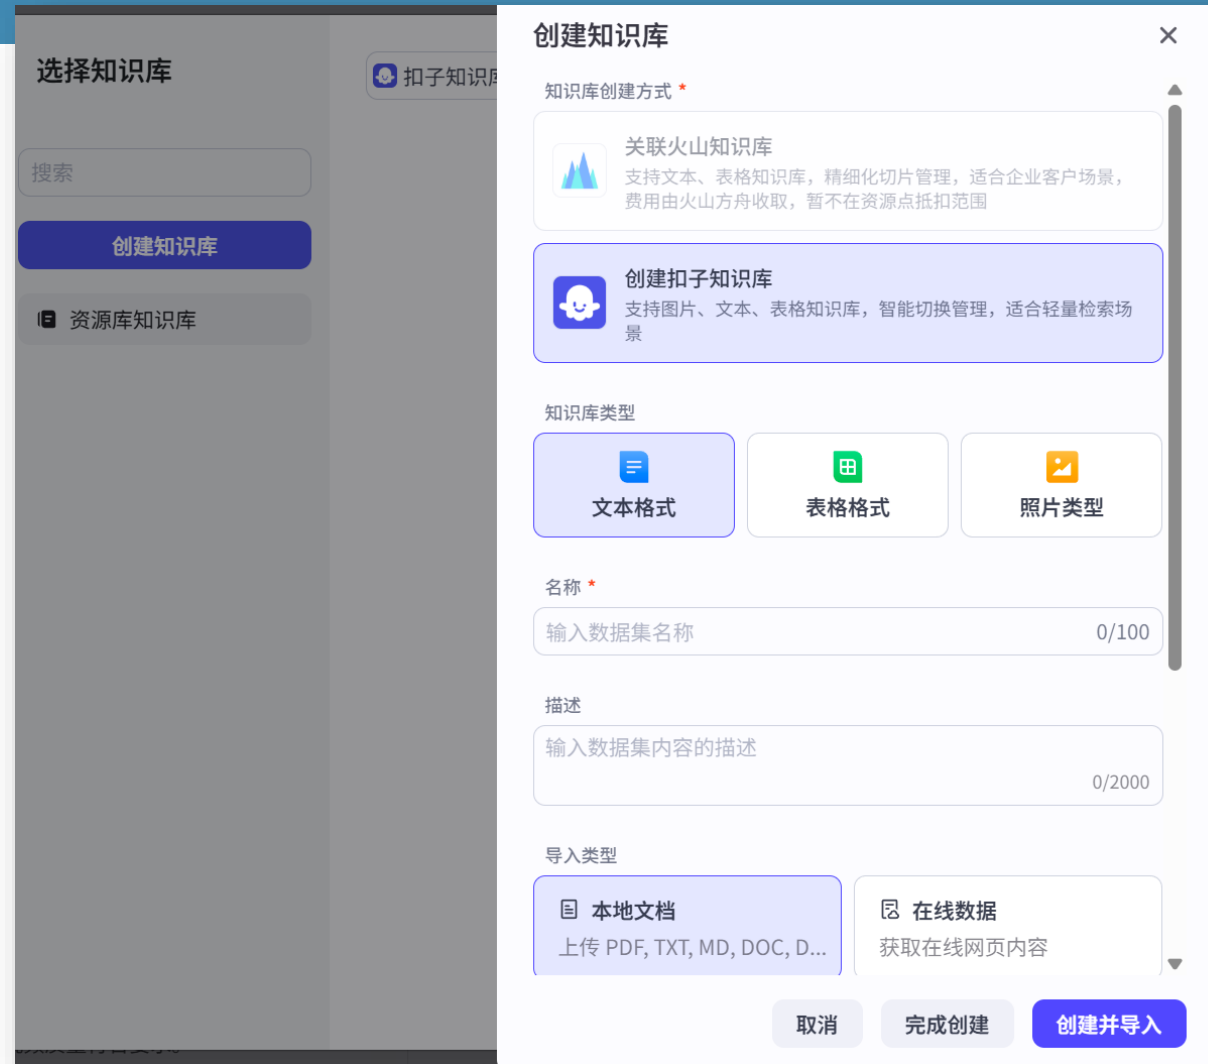 选择知识库
扣子知识库
搜索
创建知识库
资源库知识库
创建知识库
知识库创建方式 *
关联火山知识库
支持文本、表格知识库，精细化切片管理，适合企业客户场景，
费用由火山方舟收取，暂不在资源点抵扣范围
创建扣子知识库
支持图片、文本、表格知识库，智能切换管理，适合轻量检索场
景
知识库类型
文本格式
表格格式
照片类型
名称 *
输入数据集名称
0/100
描述
输入数据集内容的描述
0/2000
导入类型
本地文档
上传 PDF, TXT, MD, DOC, D...
在线数据
获取在线网页内容
取消
完成创建
创建并导入